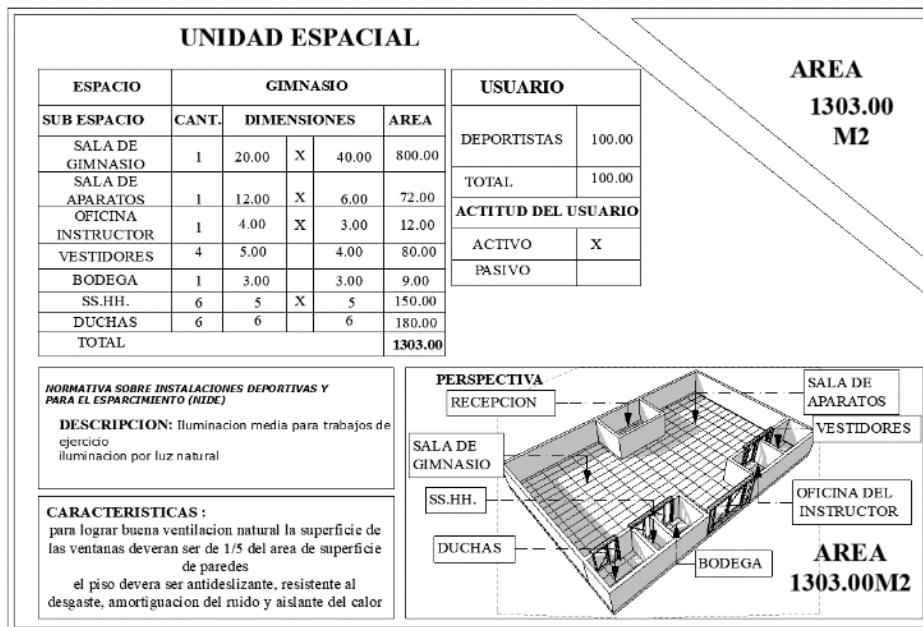 UNIDAD ESPACIAL
AREA
1303.00
M2
ESPACIO GIMNASIO
SUB ESPACIO CANT. DIMENSIONES AREA
SALA DE
GIMNASIO 1 20.00 X 40.00 800.00
SALA DE
APARATOS 1 12.00 X 6.00 72.00
OFICINA
INSTRUCTOR 1 4.00 X 3.00 12.00
VESTIDORES 4 5.00 4.00 80.00
BODEGA 1 3.00 3.00 9.00
SS.HH. 6 5 X 5 150.00
DUCHAS 6 6 6 180.00
TOTAL 1303.00
USUARIO
DEPORTISTAS 100.00
TOTAL 100.00
ACTITUD DEL USUARIO
ACTIVO X
PASIVO
NORMATIVA SOBRE INSTALACIONES DEPORTIVAS Y
PARA EL ESPARCIMIENTO (NIDE)
DESCRIPCION: Iluminacion media para trabajos de
ejercicio
iluminacion por luz natural
CARACTERISTICAS :
para lograr buena ventilacion natural la superficie de
las ventanas deveran ser de 1/5 del area de superficie
de paredes
el piso devera ser antideslizante, resistente al
desgaste, amortiguacion del ruido y aislante del calor
PERSPECTIVA
RECEPCION
SALA DE
APARATOS
VESTIDORES
SALA DE
GIMNASIO
SS.HH.
OFICINA DEL
INSTRUCTOR
DUCHAS
BODEGA
AREA
1303.00M2